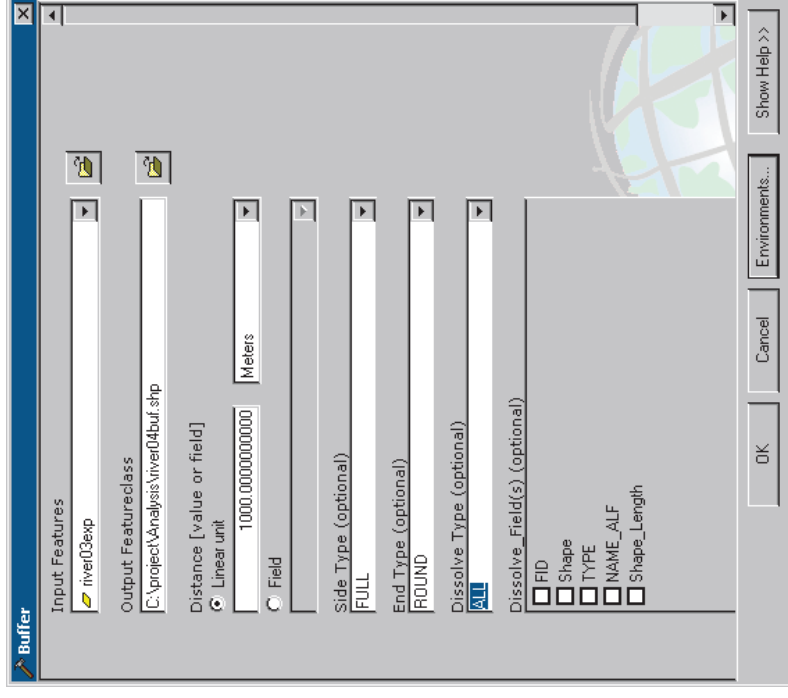 Buffer
Input Features
river03exp
Output Featureclass
C:\project\Analysis\river04buf.shp
Distance [value or field]
Linear unit
1000.0000000000 Meters
Field
Side Type (optional)
FULL
End Type (optional)
ROUND
Dissolve Type (optional)
ALL
Dissolve_Field(s) (optional)
FID
Shape
TYPE
NAME_ALF
Shape_Length
OK Cancel Environments... Show Help >>